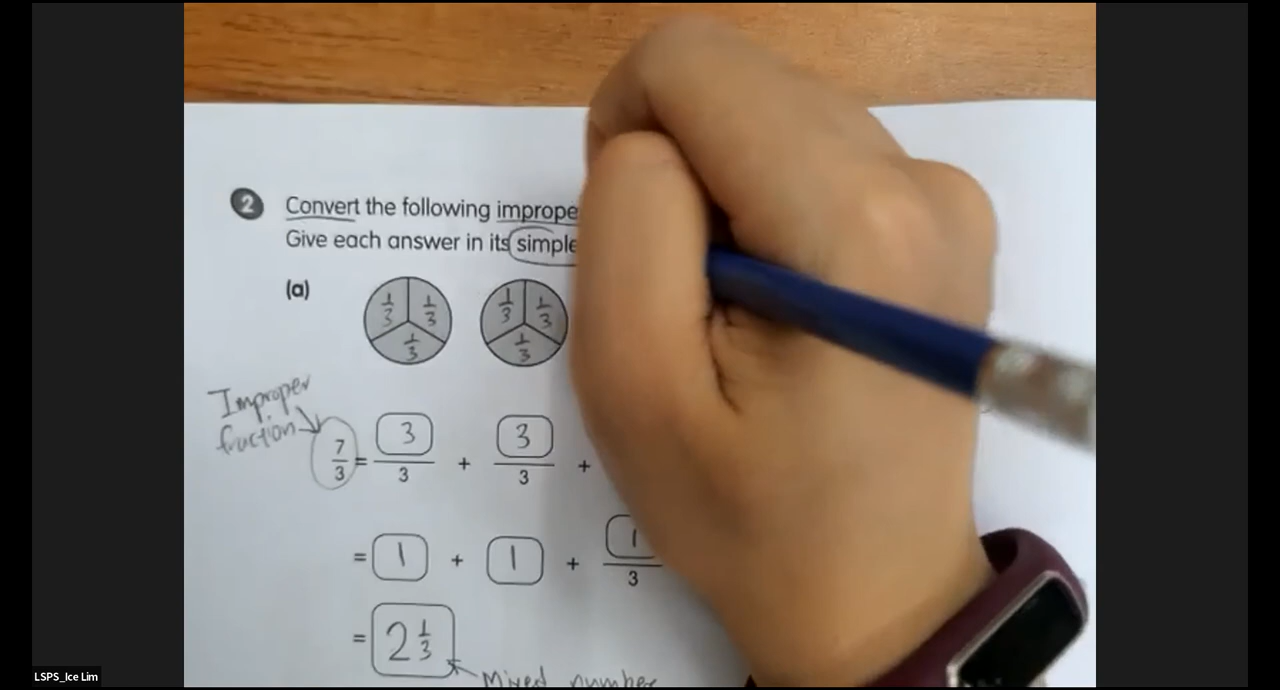 2 Convert the following imprope
Give each answer in its simple
(a)
1/3 1/3 1/3 1/3 1/3 1/3
Improper
fraction
7/3 = 3/3 + 3/3 +
= 1 + 1 + 1/3
= 2 1/3
Mixed number
LSPS_Ice Lim